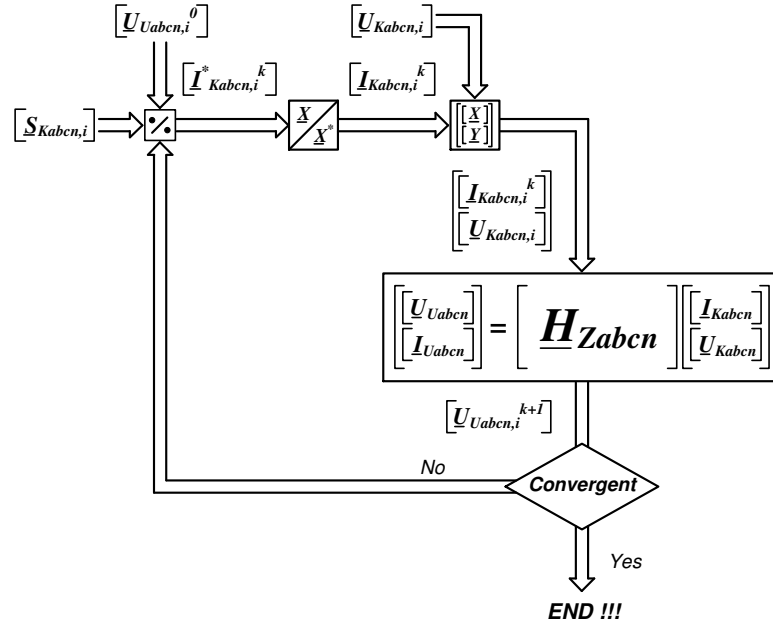 [U_Uabcn,i^0]
[U_Kabcn,i]
[I^*_Kabcn,i^k]
[I_Kabcn,i^k]
[S_Kabcn,i]
•/•
X / X*
[[X] [Y]]
[I_Kabcn,i^k]
[U_Kabcn,i]
[[U_Uabcn] [I_Uabcn]] = [H_Zabcn] [[I_Kabcn] [U_Kabcn]]
[U_Uabcn,i^k+1]
No
Convergent
Yes
END !!!